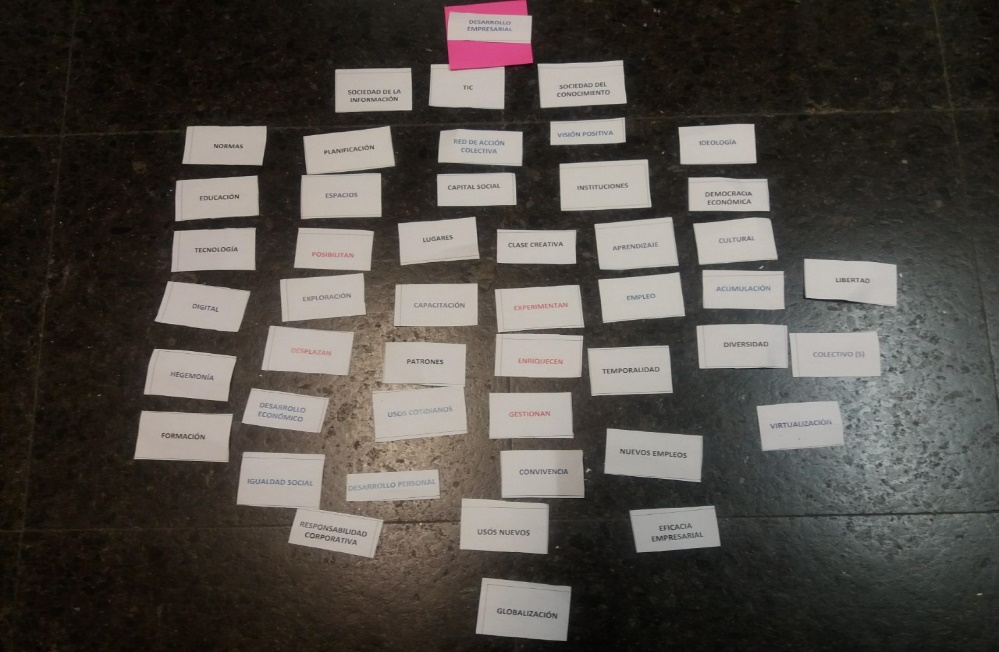 DESARROLLO
EMPRESARIAL
SOCIEDAD DE LA
INFORMACIÓN
TIC
SOCIEDAD DEL
CONOCIMIENTO
NORMAS
PLANIFICACIÓN
RED DE ACCIÓN
COLECTIVA
VISIÓN POSITIVA
IDEOLOGÍA
EDUCACIÓN
ESPACIOS
CAPITAL SOCIAL
INSTITUCIONES
DEMOCRACIA
ECONÓMICA
TECNOLOGÍA
POSIBILITAN
LUGARES
CLASE CREATIVA
APRENDIZAJE
CULTURAL
LIBERTAD
DIGITAL
EXPLORACIÓN
CAPACITACIÓN
EXPERIMENTAN
EMPLEO
ACUMULACIÓN
HEGEMONÍA
DESPLAZAN
PATRONES
ENRIQUECEN
TEMPORALIDAD
DIVERSIDAD
COLECTIVO (S)
FORMACIÓN
DESARROLLO
ECONÓMICO
USOS COTIDIANOS
GESTIONAN
NUEVOS EMPLEOS
VIRTUALIZACIÓN
IGUALDAD SOCIAL
DESARROLLO PERSONAL
CONVIVENCIA
RESPONSABILIDAD
CORPORATIVA
USOS NUEVOS
EFICACIA
EMPRESARIAL
GLOBALIZACIÓN